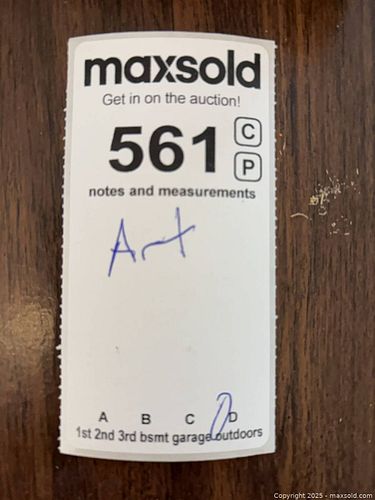 maxsold
Get in on the auction!
561 C
P
notes and measurements
Art
A B C D
1st 2nd 3rd bsmt garage outdoors
Copyright 2025 - maxsold.com